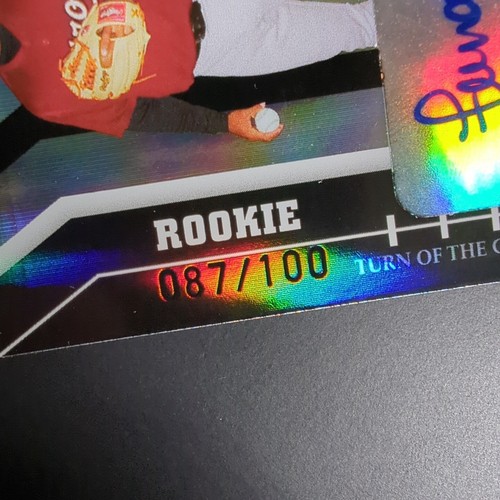 ROOKIE
087/100
TURN OF THE